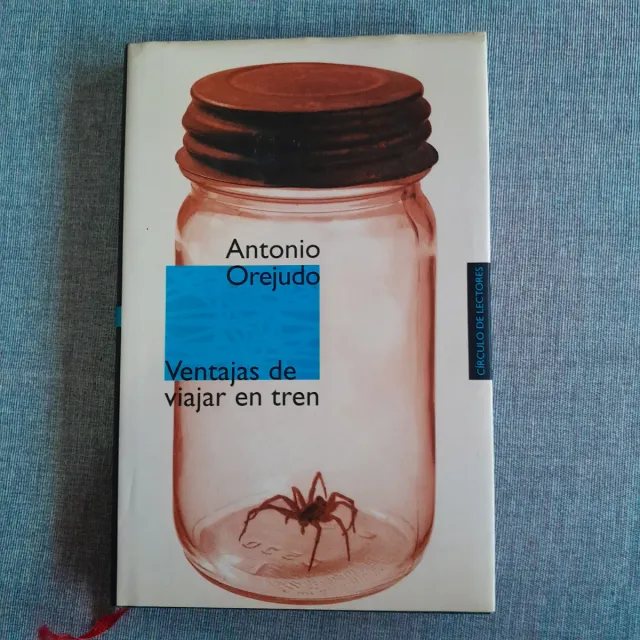 Antonio
Orejudo
Ventajas de
viajar en tren
CÍRCULO DE LECTORES